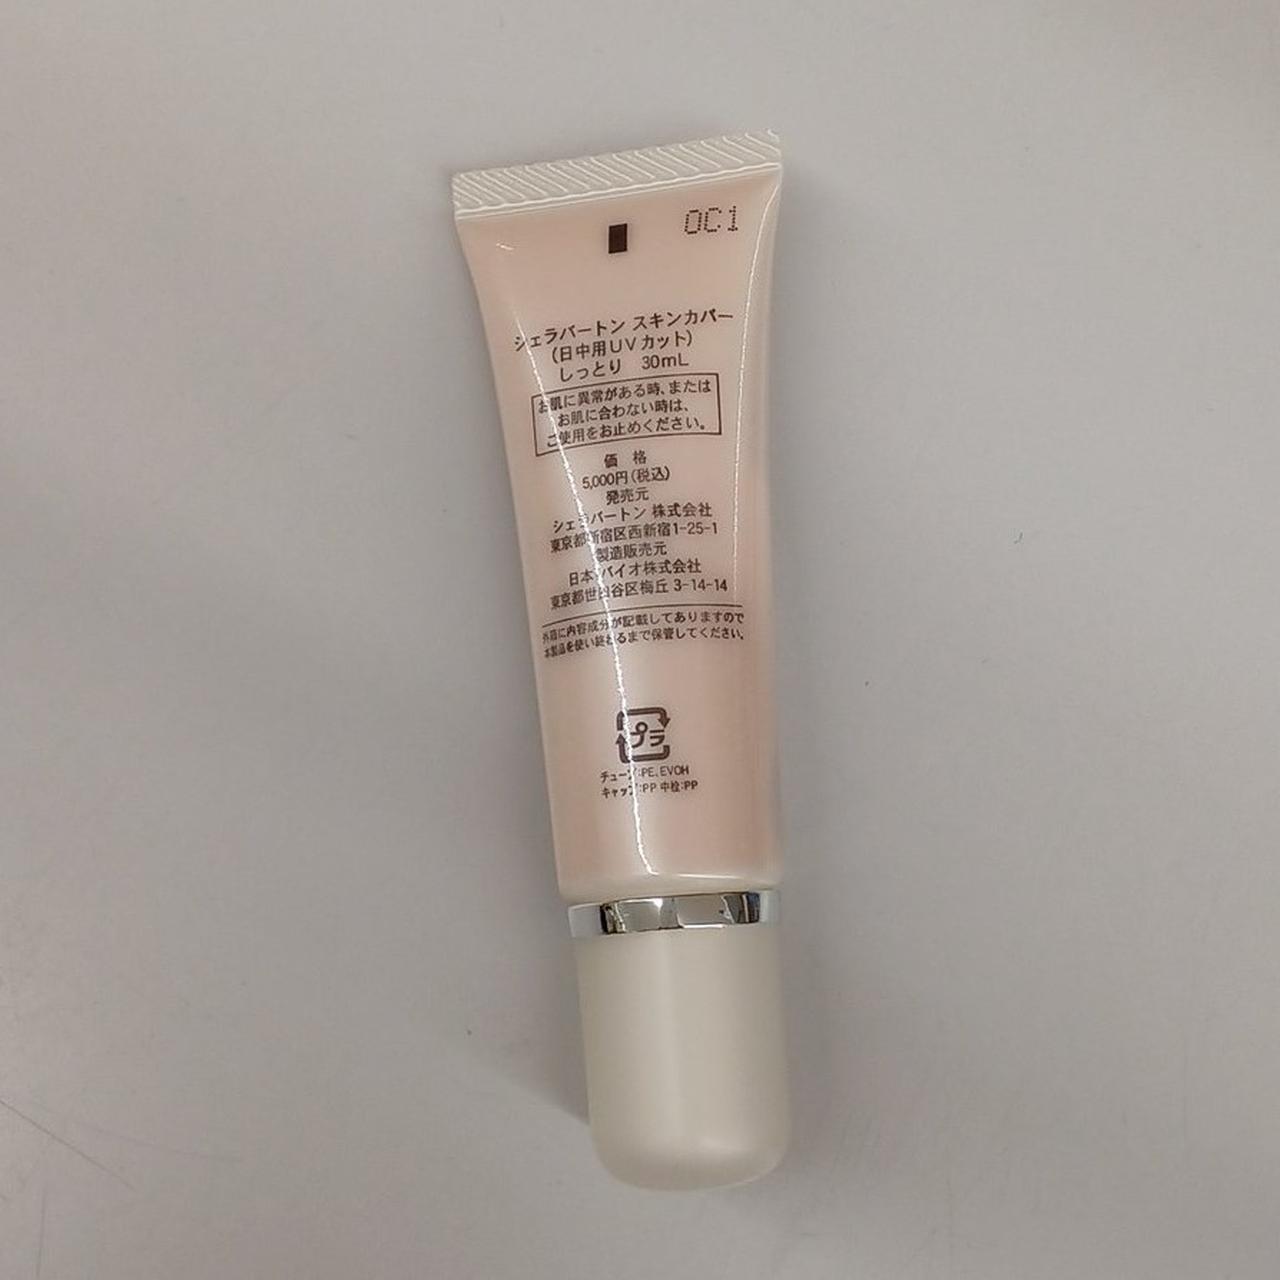 OC1
シェラバートン スキンカバー
(日中用UVカット)
しっとり 30mL
お肌に異常がある時、または
お肌に合わない時は、
ご使用をお止めください。
価 格
5,000円(税込)
発売元
シェラバートン 株式会社
東京都新宿区西新宿1-25-1
製造販売元
日本バイオ株式会社
東京都世田谷区梅丘 3-14-14
外箱に内容成分が記載してありますので
本製品を使い終わるまで保管してください。
プラ
チューブ:PE, EVOH
キャップ:PP 中栓:PP